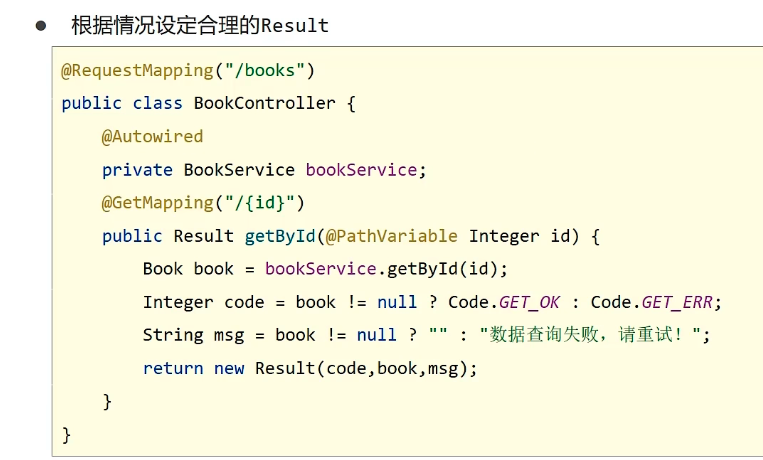 ● 根据情况设定合理的Result
@RequestMapping("/books")
public class BookController {
    @Autowired
    private BookService bookService;
    @GetMapping("/{id}")
    public Result getById(@PathVariable Integer id) {
        Book book = bookService.getById(id);
        Integer code = book != null ? Code.GET_OK : Code.GET_ERR;
        String msg = book != null ? "" : "数据查询失败，请重试！";
        return new Result(code,book,msg);
    }
}